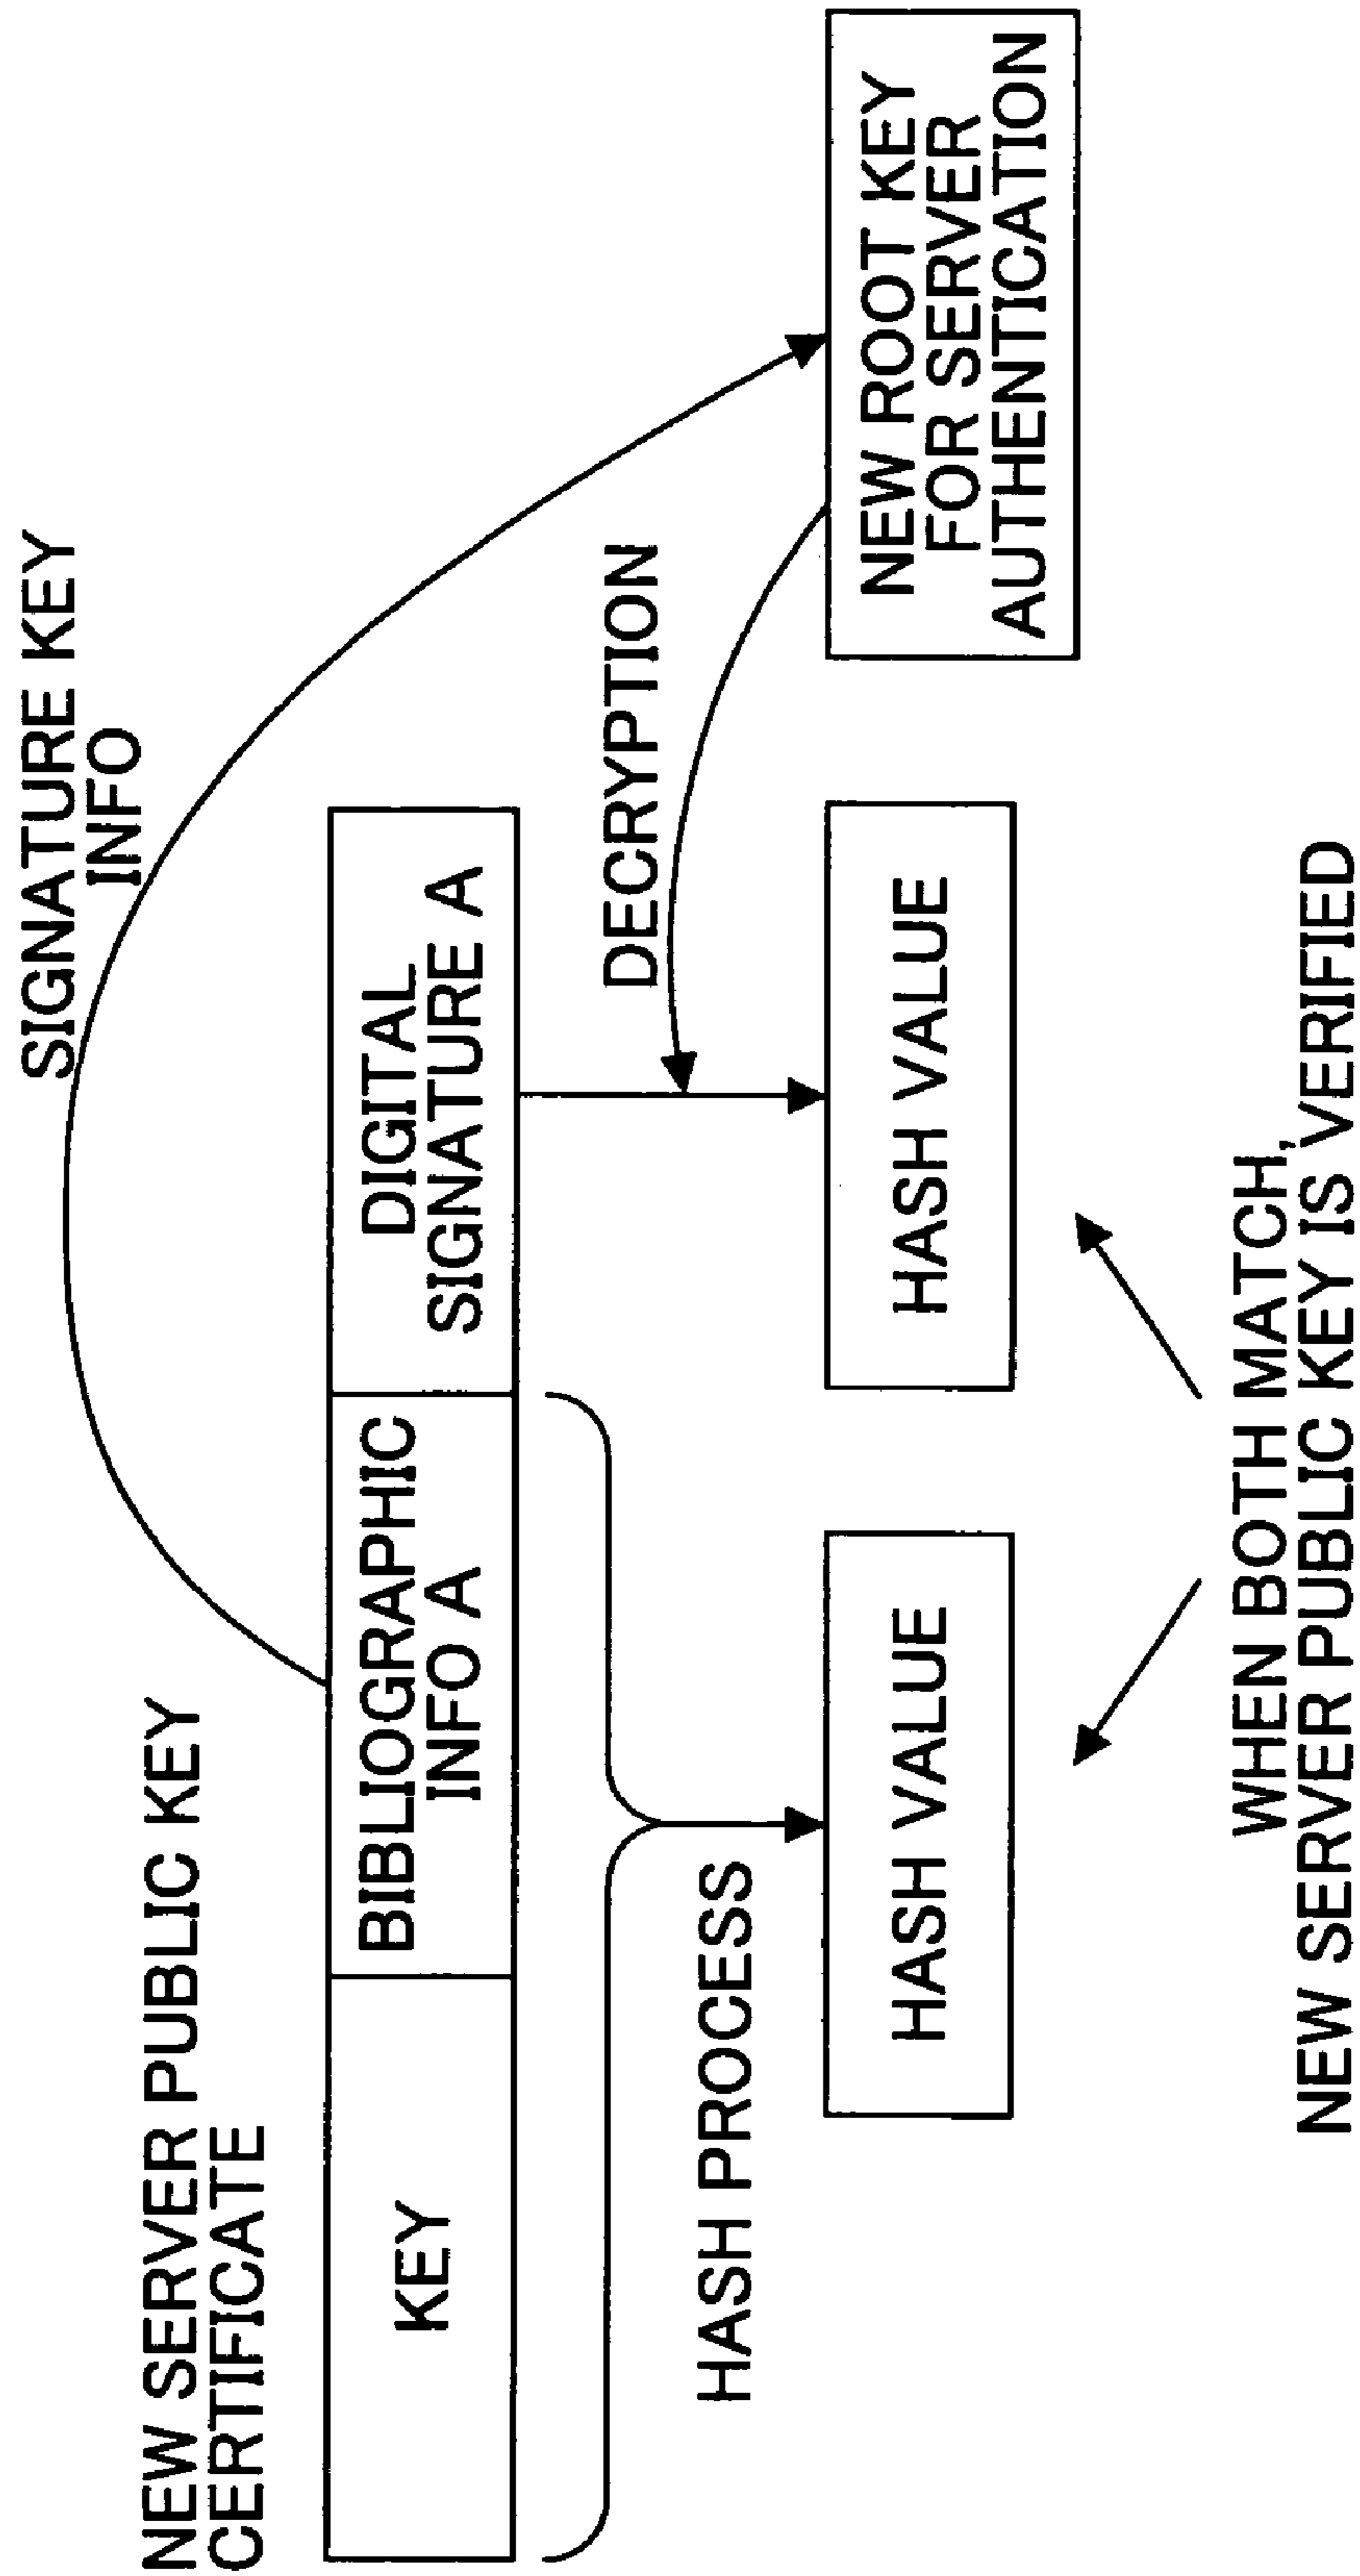 SIGNATURE KEY
INFO
NEW SERVER PUBLIC KEY
CERTIFICATE
KEY
BIBLIOGRAPHIC
INFO A
DIGITAL
SIGNATURE A
DECRYPTION
HASH PROCESS
HASH VALUE
HASH VALUE
NEW ROOT KEY
FOR SERVER
AUTHENTICATION
WHEN BOTH MATCH,
NEW SERVER PUBLIC KEY IS VERIFIED